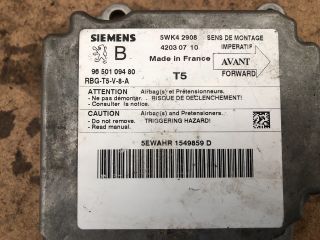 SIEMENS
5WK4 2908
SENS DE MONTAGE
B
4203 07 10
IMPERATIF
Made in France
AVANT
96 501 094 80
RBG-T5-V-8-A
T5
FORWARD
ATTENTION
Airbag(s) et Prétensionneurs.
- Ne pas démonter.
- RISQUE DE DECLENCHEMENT!
- Consulter la notice.
CAUTION
Airbag(s) and Pretensioners.
- Do not remove.
- TRIGGERING HAZARD!
- Consult repair manual.
5EWAHR 1549859 D